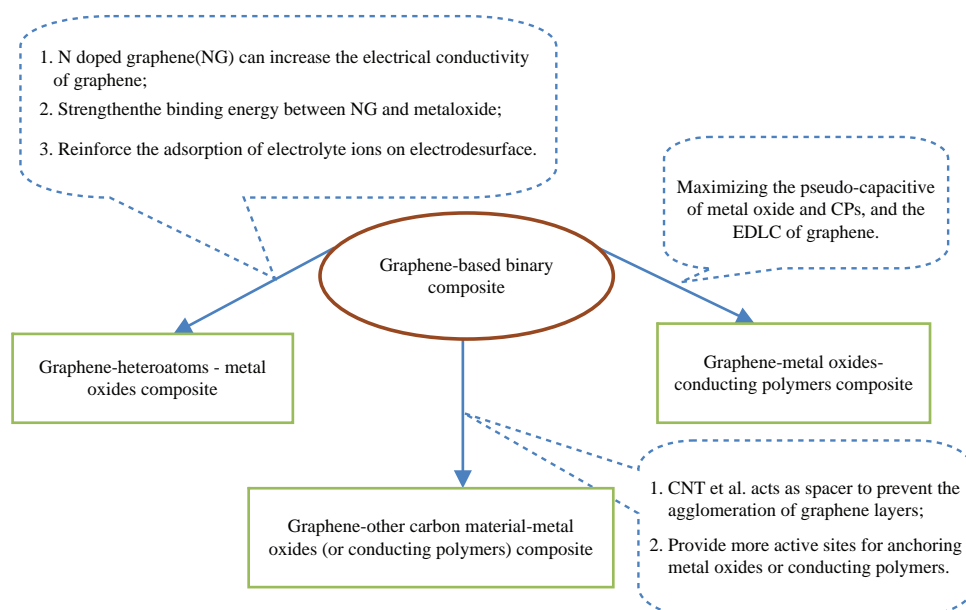 1. N doped graphene(NG) can increase the electrical conductivity
of graphene;
2. Strengthenthe binding energy between NG and metaloxide;
3. Reinforce the adsorption of electrolyte ions on electrodesurface.
Maximizing the pseudo-capacitive
of metal oxide and CPs, and the
EDLC of graphene.
Graphene-based binary
composite
Graphene-heteroatoms - metal
oxides composite
Graphene-metal oxides-
conducting polymers composite
Graphene-other carbon material-metal
oxides (or conducting polymers) composite
1. CNT et al. acts as spacer to prevent the
agglomeration of graphene layers;
2. Provide more active sites for anchoring
metal oxides or conducting polymers.